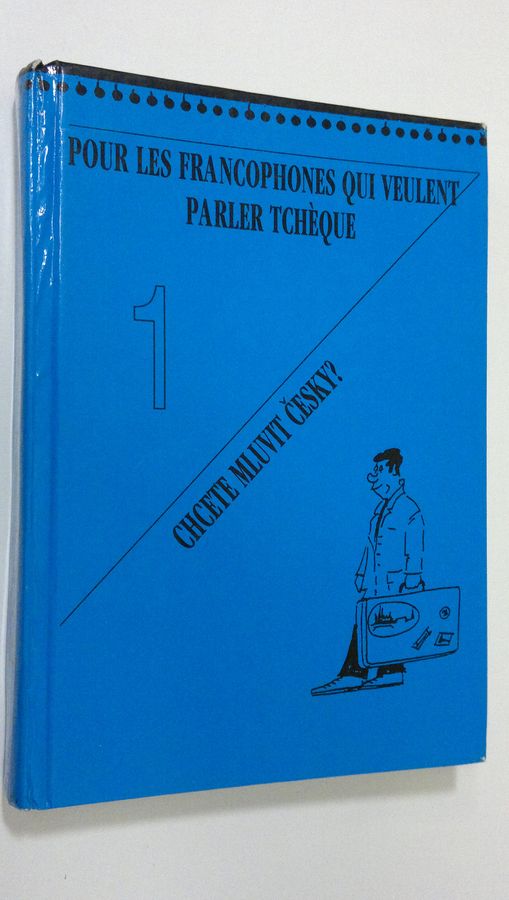 POUR LES FRANCOPHONES QUI VEULENT
PARLER TCHÈQUE
1
CHCETE MLUVIT ČESKY?